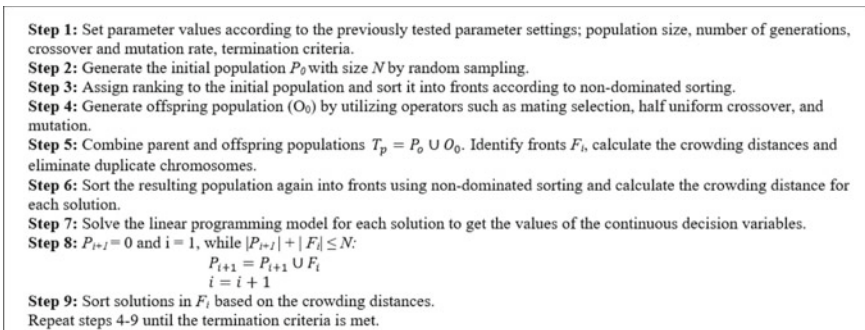 Step 1: Set parameter values according to the previously tested parameter settings; population size, number of generations,
crossover and mutation rate, termination criteria.
Step 2: Generate the initial population P₀ with size N by random sampling.
Step 3: Assign ranking to the initial population and sort it into fronts according to non-dominated sorting.
Step 4: Generate offspring population (O₀) by utilizing operators such as mating selection, half uniform crossover, and
mutation.
Step 5: Combine parent and offspring populations Tₚ = Pₒ ∪ O₀. Identify fronts Fᵢ, calculate the crowding distances and
eliminate duplicate chromosomes.
Step 6: Sort the resulting population again into fronts using non-dominated sorting and calculate the crowding distance for
each solution.
Step 7: Solve the linear programming model for each solution to get the values of the continuous decision variables.
Step 8: Pᵢ₊₁ = 0 and i = 1, while |Pᵢ₊₁| + | Fᵢ| ≤ N:
Pᵢ₊₁ = Pᵢ₊₁ ∪ Fᵢ
i = i + 1
Step 9: Sort solutions in Fᵢ based on the crowding distances.
Repeat steps 4-9 until the termination criteria is met.